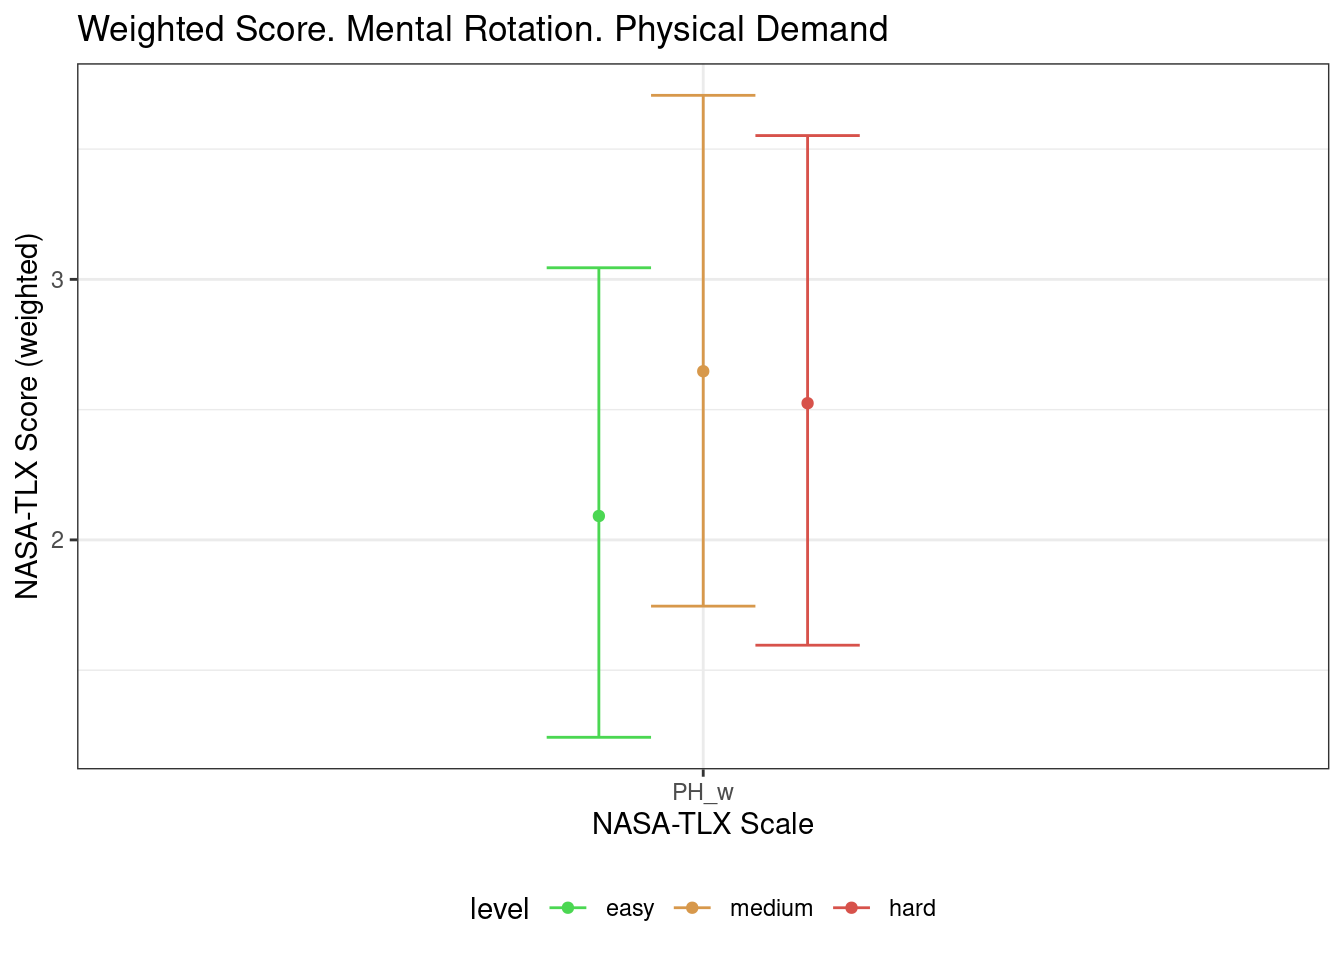 Weighted Score. Mental Rotation. Physical Demand
NASA-TLX Score (weighted)
3
2
PH_w
NASA-TLX Scale
level easy medium hard